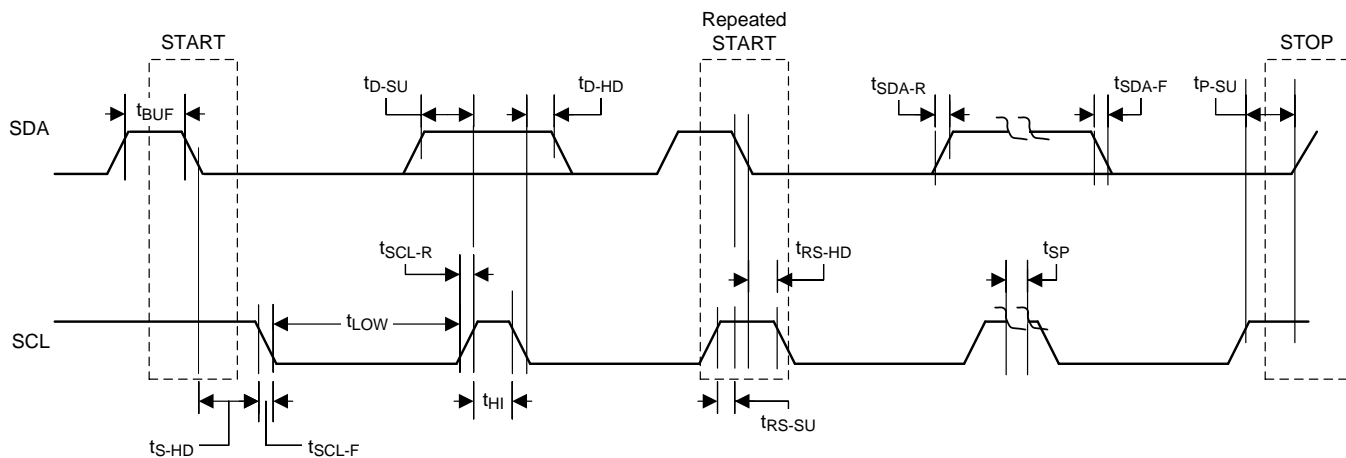 Repeated
START
START
STOP
tD-SU
tD-HD
tSDA-R
tSDA-F
tP-SU
tBUF
SDA
tSCL-R
tRS-HD
tSP
tLOW
SCL
tHI
tRS-SU
tS-HD
tSCL-F